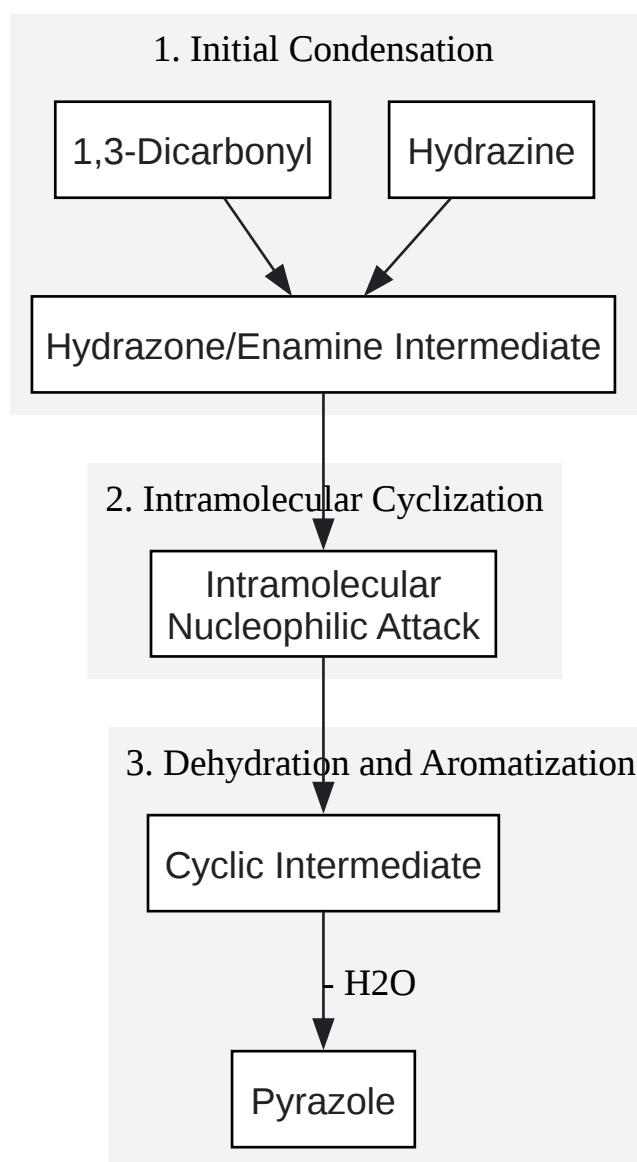 1. Initial Condensation
1,3-Dicarbonyl
Hydrazine
Hydrazone/Enamine Intermediate
2. Intramolecular Cyclization
Intramolecular
Nucleophilic Attack
3. Dehydration and Aromatization
Cyclic Intermediate
- H2O
Pyrazole